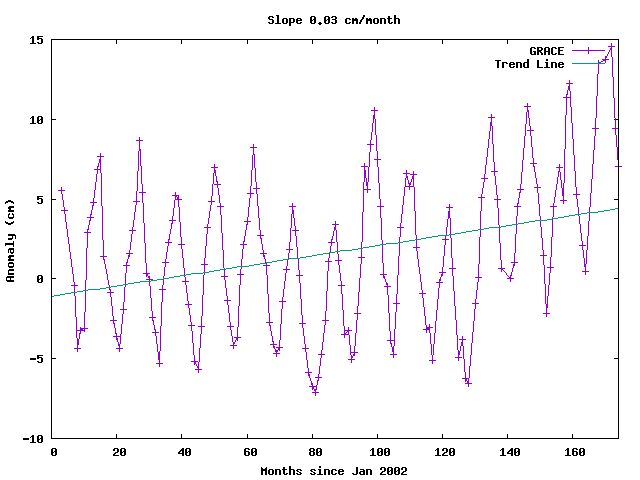 Slope 0.03 cm/month
GRACE
Trend Line
15
10
5
0
-5
-10
Anomaly (cm)
0 20 40 60 80 100 120 140 160
Months since Jan 2002